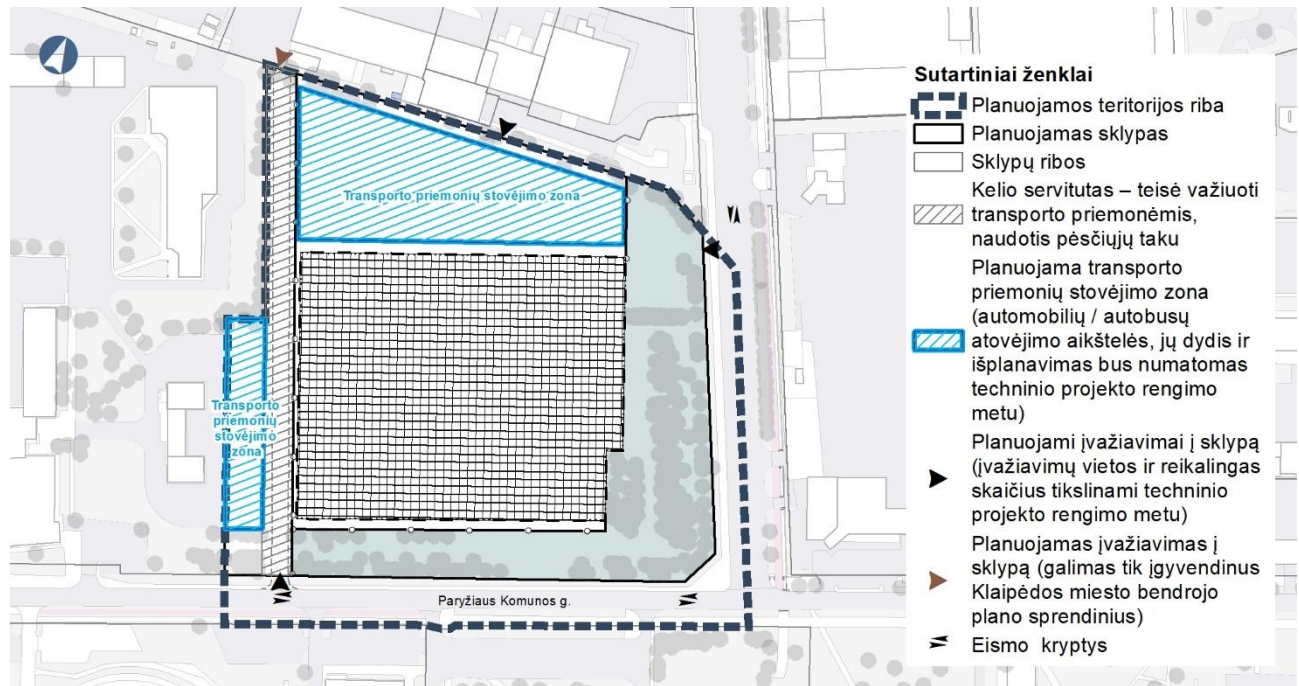 Transporto priemonių stovėjimo zona
Transporto
priemonių
stovėjimo
zona
Paryžiaus Komunos g.
Sutartiniai ženklai
Planuojamos teritorijos riba
Planuojamas sklypas
Sklypų ribos
Kelio servitutas – teisė važiuoti
transporto priemonėmis,
naudotis pėsčiųjų taku
Planuojama transporto
priemonių stovėjimo zona
(automobilių / autobusų
atovėjimo aikštelės, jų dydis ir
išplanavimas bus numatomas
techninio projekto rengimo
metu)
Planuojami įvažiavimai į sklypą
(įvažiavimų vietos ir reikalingas
skaičius tikslinami techninio
projekto rengimo metu)
Planuojamas įvažiavimas į
sklypą (galimas tik įgyvendinus
Klaipėdos miesto bendrojo
plano sprendinius)
Eismo kryptys